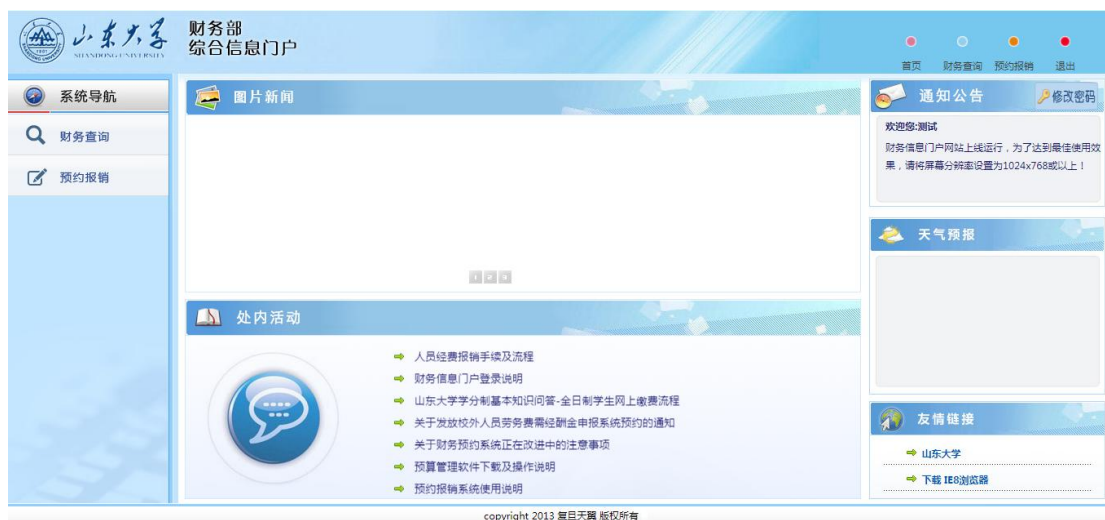 山东大学
SHANDONG UNIVERSITY
财务部
综合信息门户
首页 财务查询 预约报销 退出
系统导航
财务查询
预约报销
图片新闻
1 2 3
处内活动
人员经费报销手续及流程
财务信息门户登录说明
山东大学学分制基本知识问答-全日制学生网上缴费流程
关于发放校外人员劳务费需经酬金申报系统预约的通知
关于财务预约系统正在改进中的注意事项
预算管理软件下载及操作说明
预约报销系统使用说明
通知公告 修改密码
欢迎您:测试
财务信息门户网站上线运行，为了达到最佳使用效
果，请将屏幕分辨率设置为1024x768或以上！
天气预报
友情链接
山东大学
下载 IE8浏览器
copyright 2013 复旦天翼 版权所有